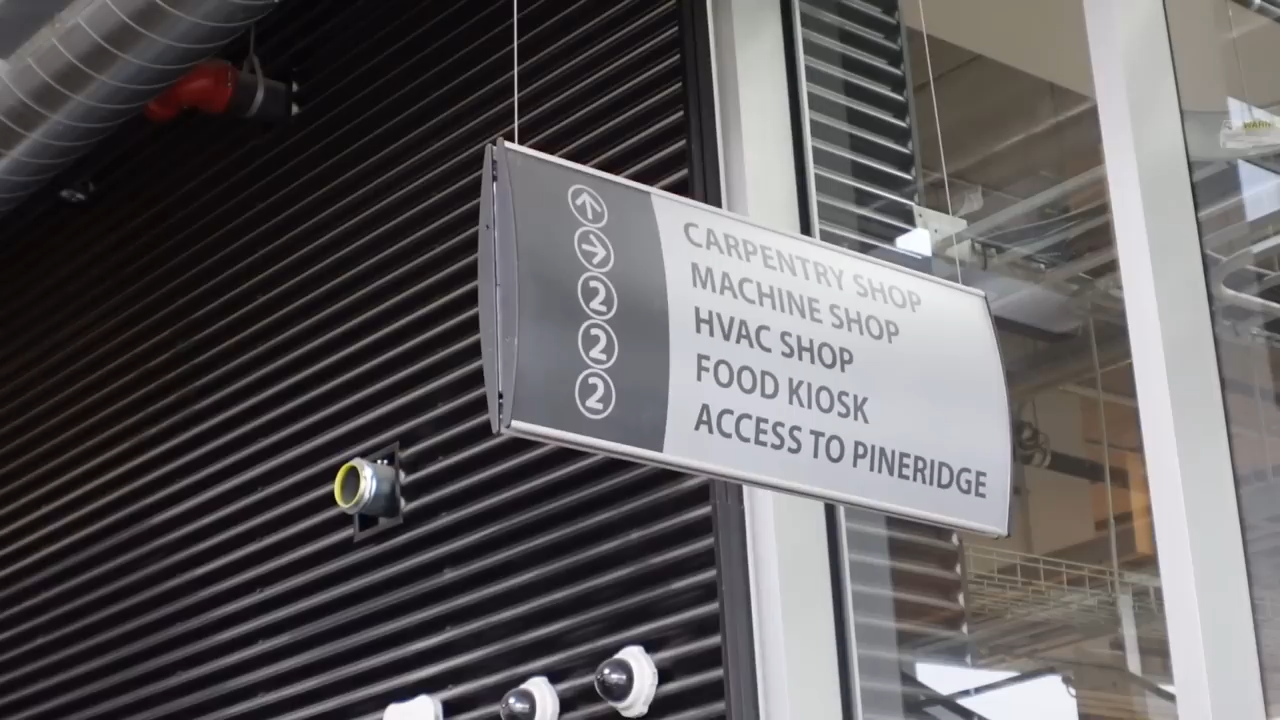 ↑ CARPENTRY SHOP
→ MACHINE SHOP
2 HVAC SHOP
2 FOOD KIOSK
2 ACCESS TO PINERIDGE